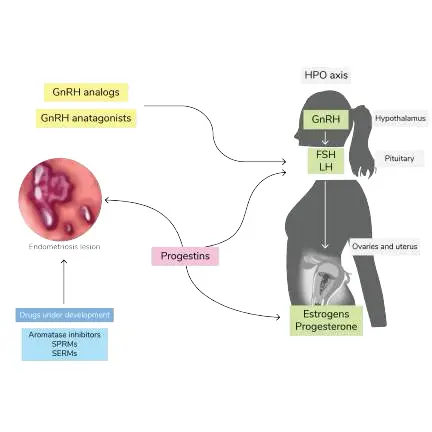 HPO axis
GnRH analogs
GnRH anatagonists
GnRH
Hypothalamus
FSH
LH
Pituitary
Endometriosis lesion
Progestins
Ovaries and uterus
Drugs under development
Aromatase inhibitors
SPRMs
SERMs
Estrogens
Progesterone